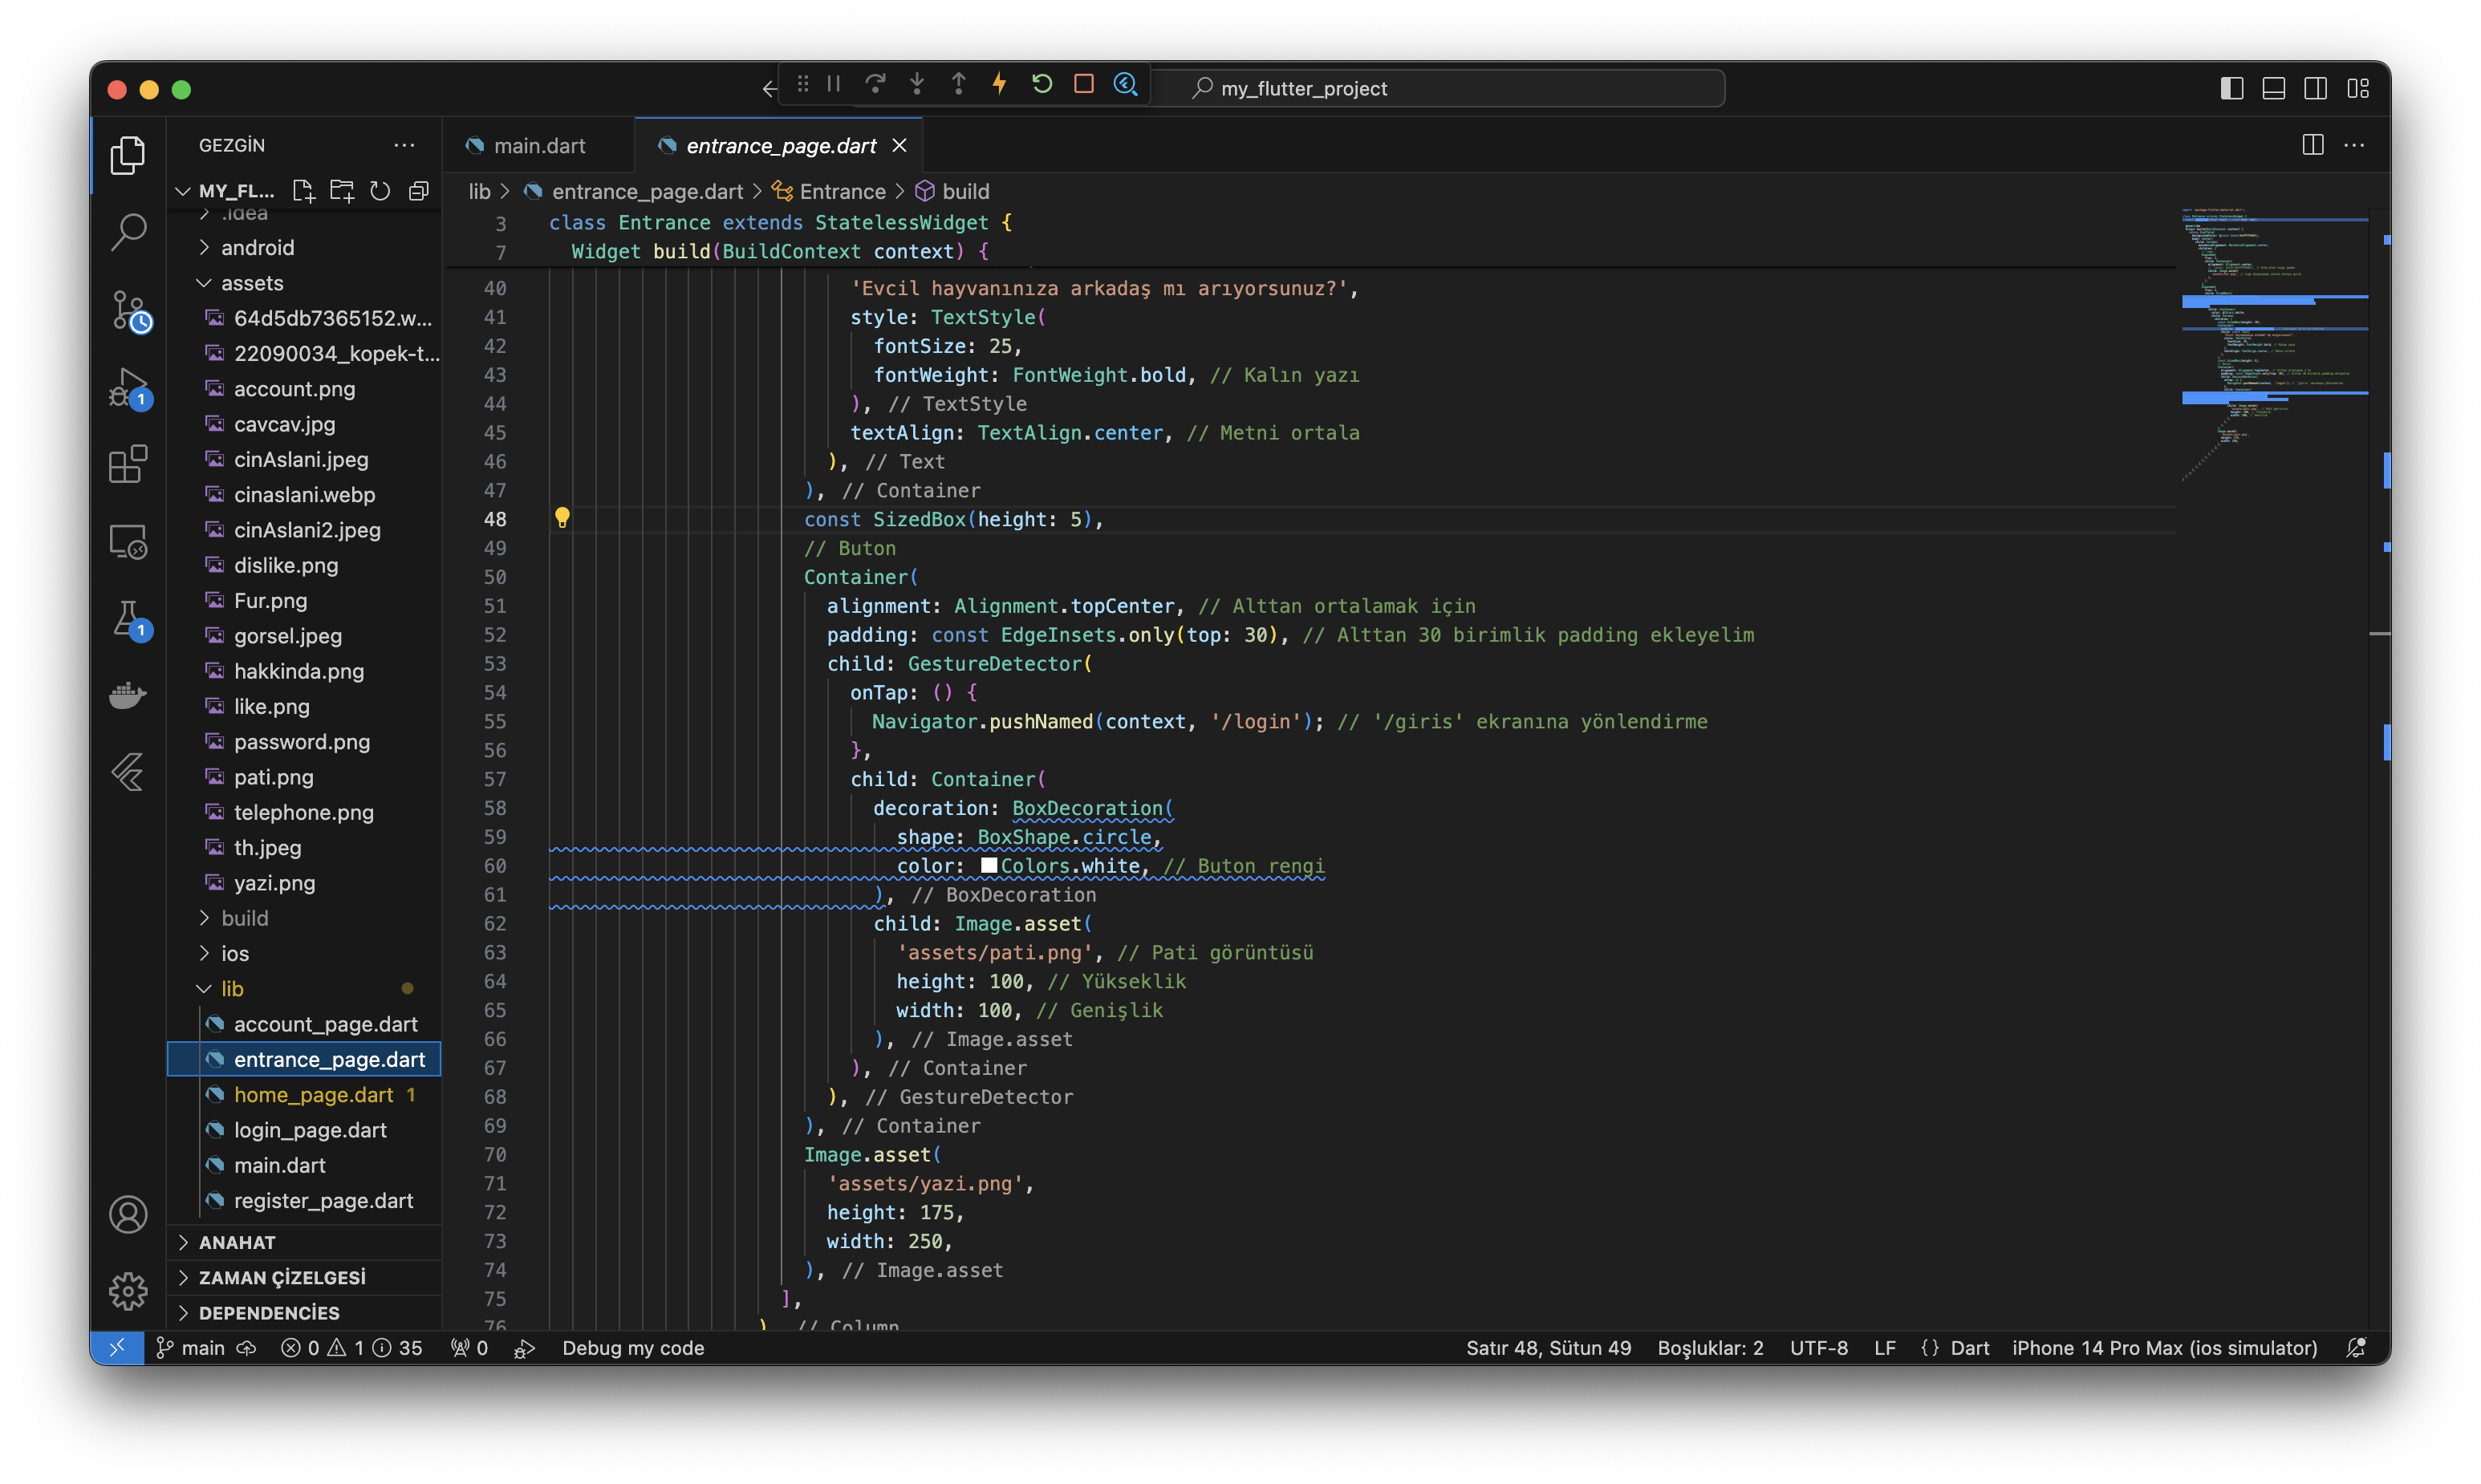 my_flutter_project
GEZGİN
main.dart
entrance_page.dart
MY_FL...
lib > entrance_page.dart > Entrance > build
.idea
android
assets
64d5db7365152.w...
22090034_kopek-t...
account.png
cavcav.jpg
cinAslani.jpeg
cinaslani.webp
cinAslani2.jpeg
dislike.png
Fur.png
gorsel.jpeg
hakkinda.png
like.png
password.png
pati.png
telephone.png
th.jpeg
yazi.png
build
ios
lib
account_page.dart
entrance_page.dart
home_page.dart 1
login_page.dart
main.dart
register_page.dart
ANAHAT
ZAMAN ÇİZELGESİ
DEPENDENCİES
1
1
3 class Entrance extends StatelessWidget {
7 Widget build(BuildContext context) {
40 'Evcil hayvanınıza arkadaş mı arıyorsunuz?',
41 style: TextStyle(
42 fontSize: 25,
43 fontWeight: FontWeight.bold, // Kalın yazı
44 ), // TextStyle
45 textAlign: TextAlign.center, // Metni ortala
46 ), // Text
47 ), // Container
48 const SizedBox(height: 5),
49 // Buton
50 Container(
51 alignment: Alignment.topCenter, // Alttan ortalamak için
52 padding: const EdgeInsets.only(top: 30), // Alttan 30 birimlik padding ekleyelim
53 child: GestureDetector(
54 onTap: () {
55 Navigator.pushNamed(context, '/login'); // '/giris' ekranına yönlendirme
56 },
57 child: Container(
58 decoration: BoxDecoration(
59 shape: BoxShape.circle,
60 color: Colors.white, // Buton rengi
61 ), // BoxDecoration
62 child: Image.asset(
63 'assets/pati.png', // Pati görüntüsü
64 height: 100, // Yükseklik
65 width: 100, // Genişlik
66 ), // Image.asset
67 ), // Container
68 ), // GestureDetector
69 ), // Container
70 Image.asset(
71 'assets/yazi.png',
72 height: 175,
73 width: 250,
74 ), // Image.asset
75 ],
76 ) // Column
main 0 1 35 0 Debug my code
Satır 48, Sütun 49 Boşluklar: 2 UTF-8 LF {} Dart iPhone 14 Pro Max (ios simulator)